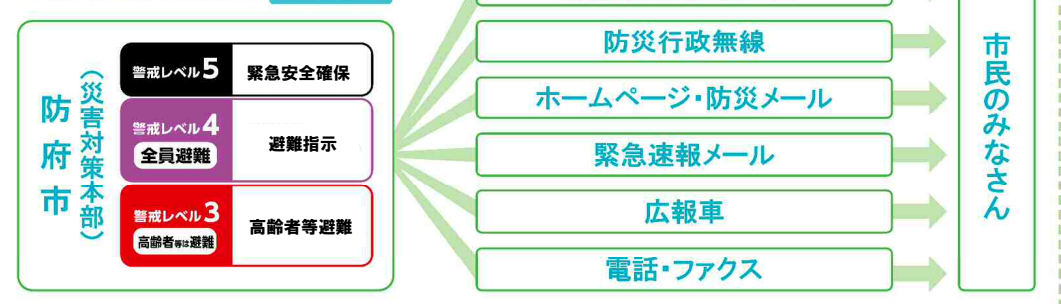 防府市
（災害対策本部）
警戒レベル5
緊急安全確保
警戒レベル4
全員避難
避難指示
警戒レベル3
高齢者等は避難
高齢者等避難
防災行政無線
ホームページ・防災メール
緊急速報メール
広報車
電話・ファクス
市民のみなさん